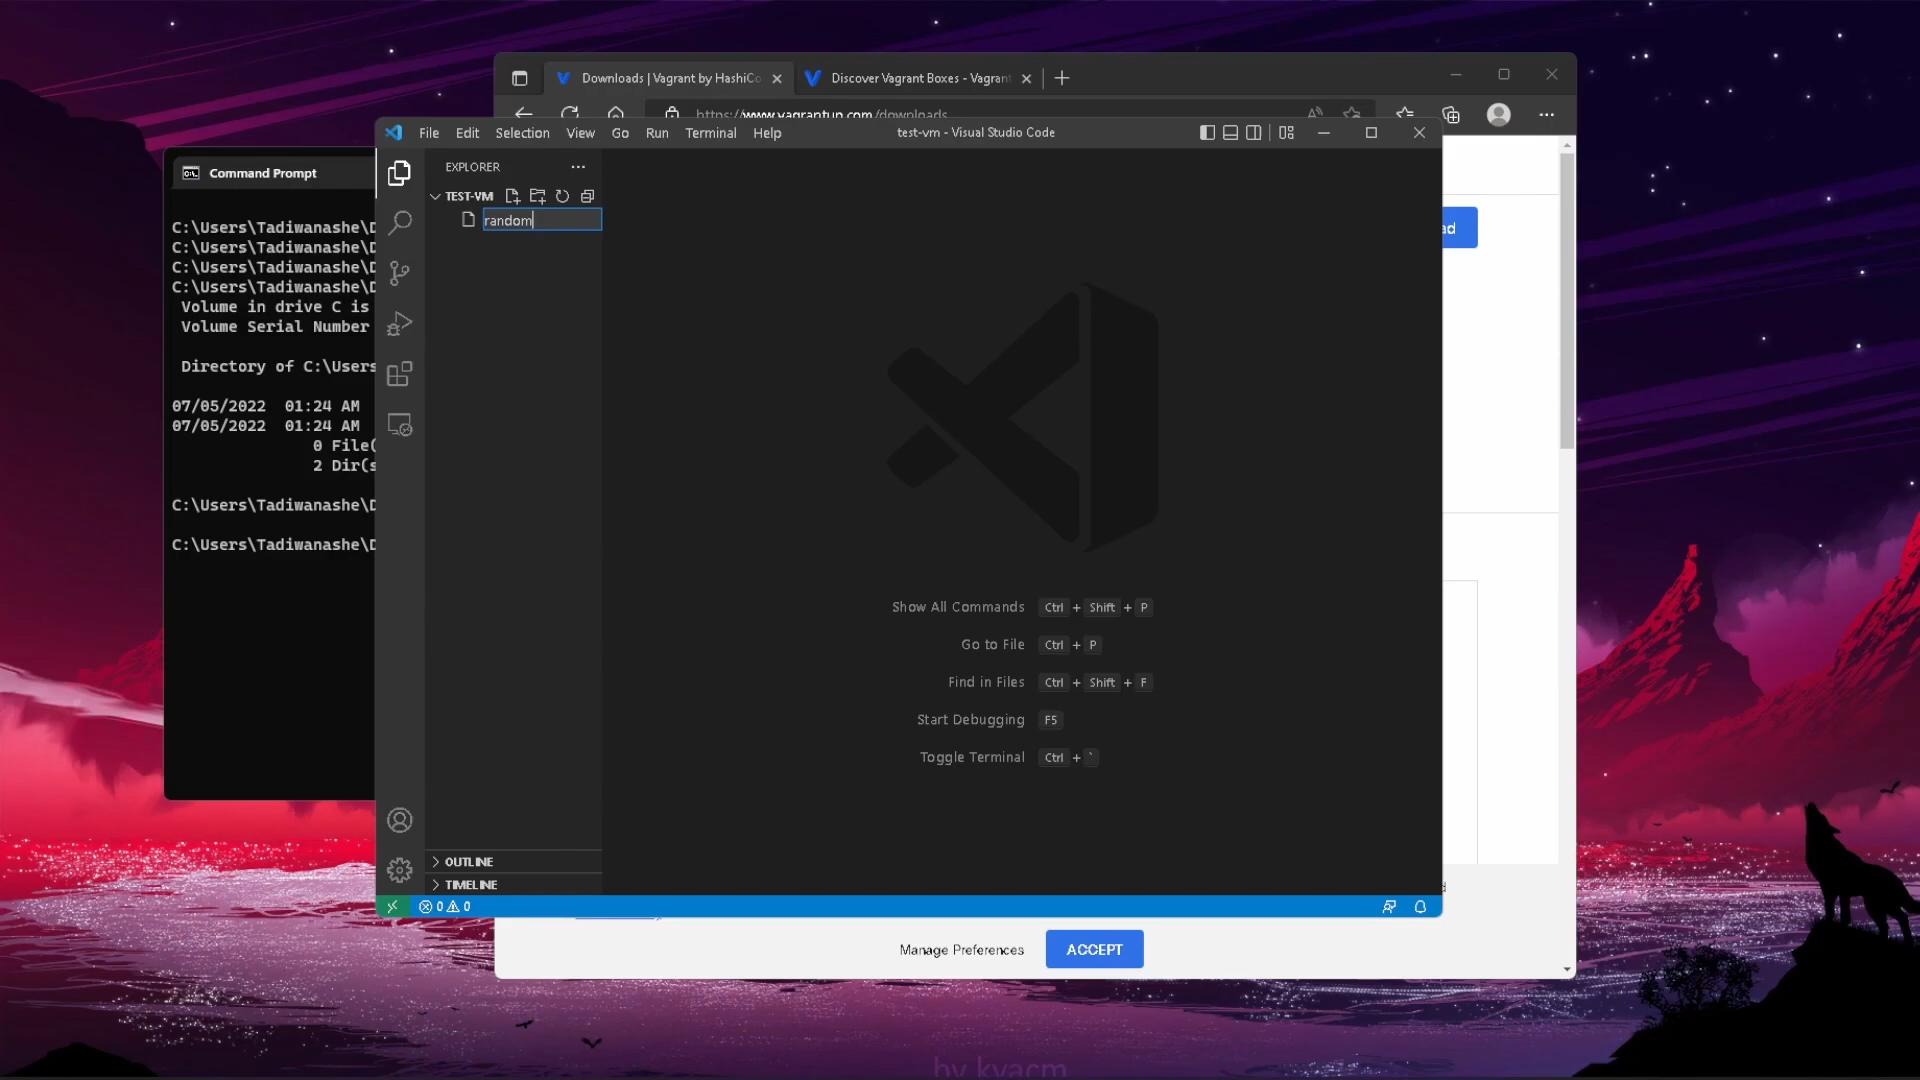 Downloads | Vagrant by HashiCo
Discover Vagrant Boxes - Vagrant
https://www.vagrantup.com/downloads
File Edit Selection View Go Run Terminal Help
test-vm - Visual Studio Code
Command Prompt
EXPLORER
TEST-VM
random
C:\Users\Tadiwanashe\D
C:\Users\Tadiwanashe\D
C:\Users\Tadiwanashe\D
C:\Users\Tadiwanashe\D
Volume in drive C is
Volume Serial Number
Directory of C:\Users
07/05/2022 01:24 AM
07/05/2022 01:24 AM
0 File(
2 Dir(s
C:\Users\Tadiwanashe\D
C:\Users\Tadiwanashe\D
ad
Show All Commands Ctrl + Shift + P
Go to File Ctrl + P
Find in Files Ctrl + Shift + F
Start Debugging F5
Toggle Terminal Ctrl + `
OUTLINE
TIMELINE
0 0
Manage Preferences
ACCEPT
by kvacm